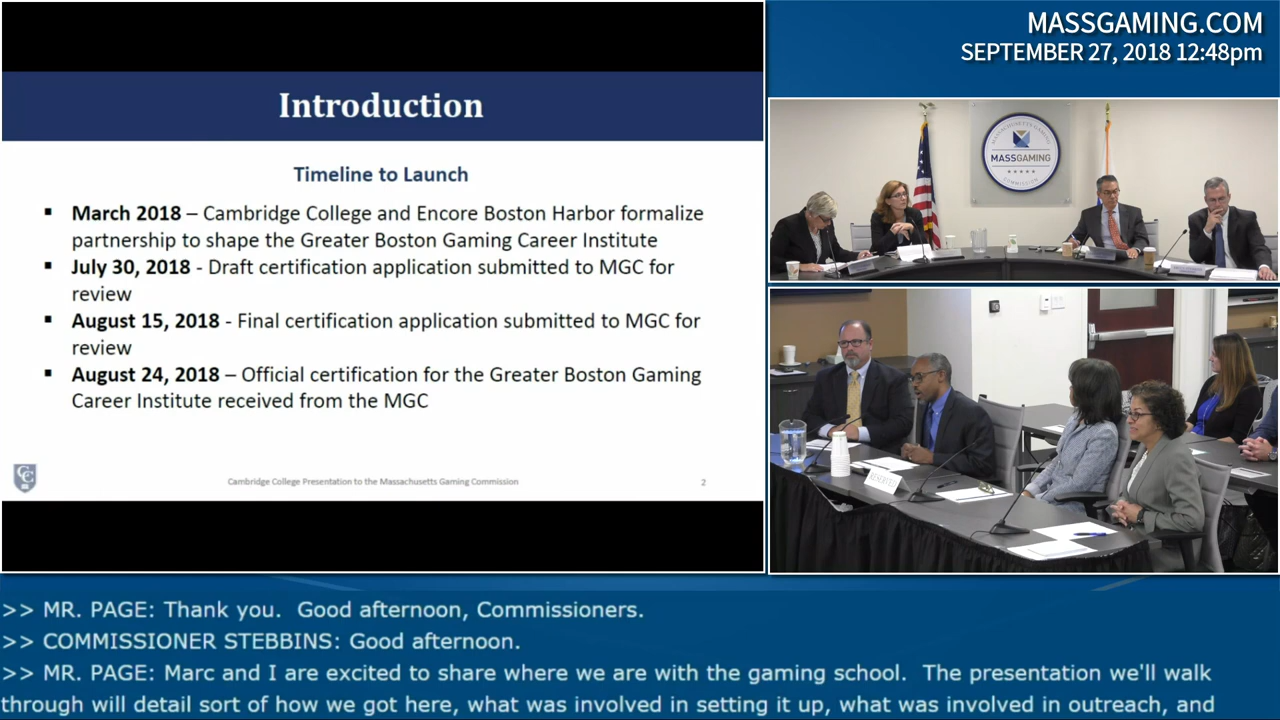 MASSGAMING.COM
SEPTEMBER 27, 2018 12:48pm
Introduction
Timeline to Launch
▪ March 2018 – Cambridge College and Encore Boston Harbor formalize
partnership to shape the Greater Boston Gaming Career Institute
▪ July 30, 2018 - Draft certification application submitted to MGC for
review
▪ August 15, 2018 - Final certification application submitted to MGC for
review
▪ August 24, 2018 – Official certification for the Greater Boston Gaming
Career Institute received from the MGC
Cambridge College Presentation to the Massachusetts Gaming Commission 2
MASSACHUSETTS GAMING
MASSGAMING
COMMISSION
RESERVED
>> MR. PAGE: Thank you. Good afternoon, Commissioners.
>> COMMISSIONER STEBBINS: Good afternoon.
>> MR. PAGE: Marc and I are excited to share where we are with the gaming school. The presentation we'll walk
through will detail sort of how we got here, what was involved in setting it up, what was involved in outreach, and